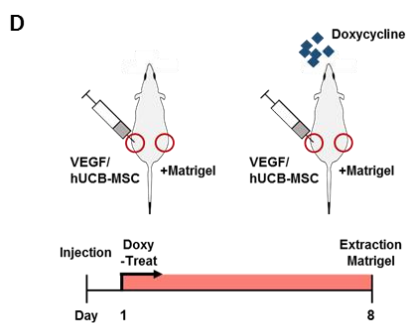 D
Doxycycline
VEGF/
hUCB-MSC
+Matrigel
VEGF/
hUCB-MSC
+Matrigel
Injection
Doxy
-Treat
Extraction
Matrigel
Day
1
8